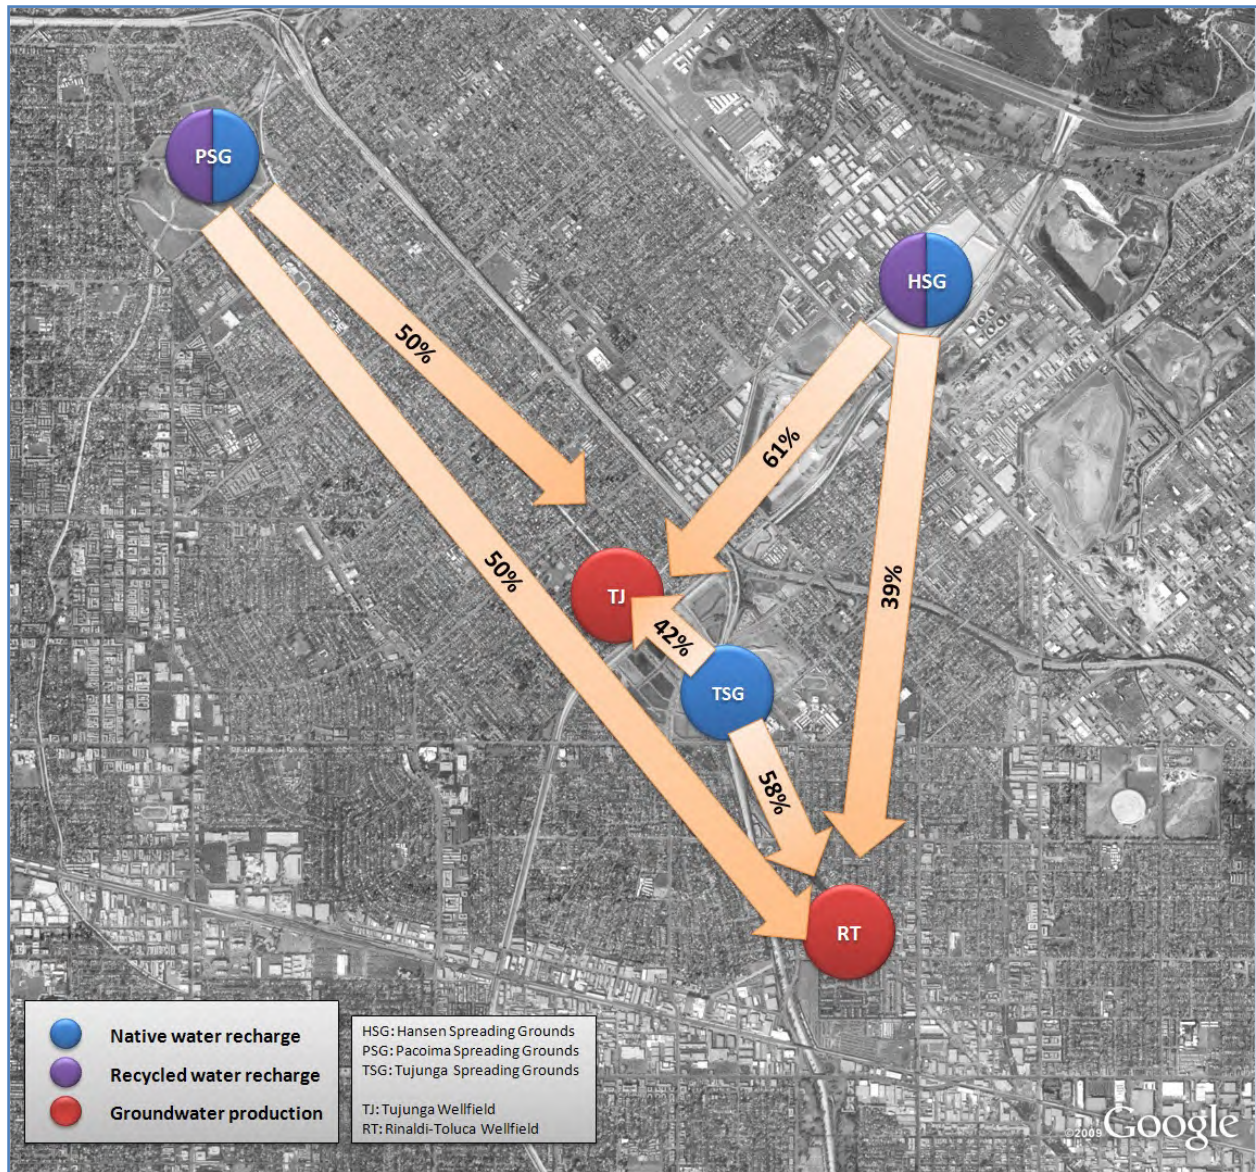 PSG
HSG
50%
61%
50%
39%
TJ
42%
TSG
58%
RT
Native water recharge
Recycled water recharge
Groundwater production
HSG: Hansen Spreading Grounds
PSG: Pacoima Spreading Grounds
TSG: Tujunga Spreading Grounds
TJ: Tujunga Wellfield
RT: Rinaldi-Toluca Wellfield
©2009 Google